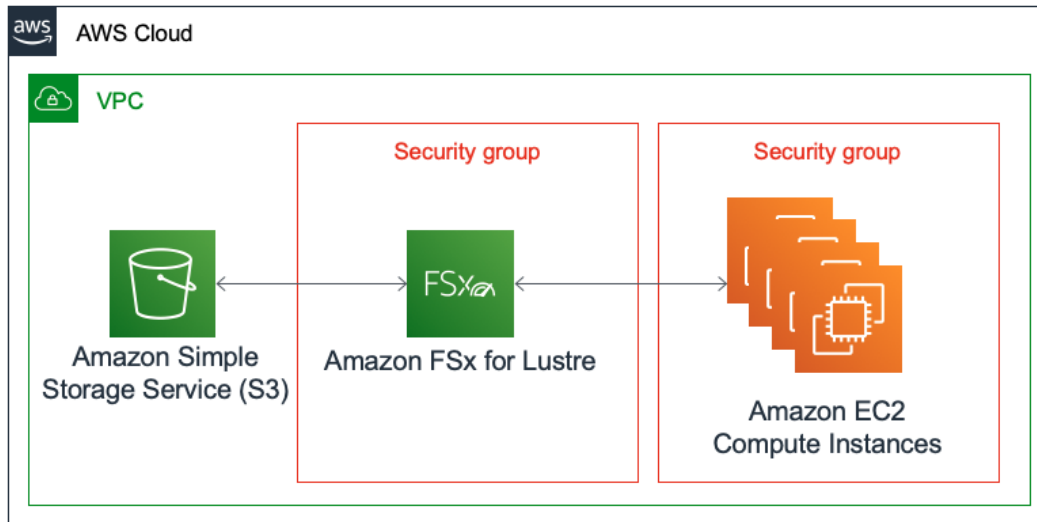 aws
AWS Cloud
VPC
Security group
Security group
FSx
Amazon Simple
Storage Service (S3)
Amazon FSx for Lustre
Amazon EC2
Compute Instances